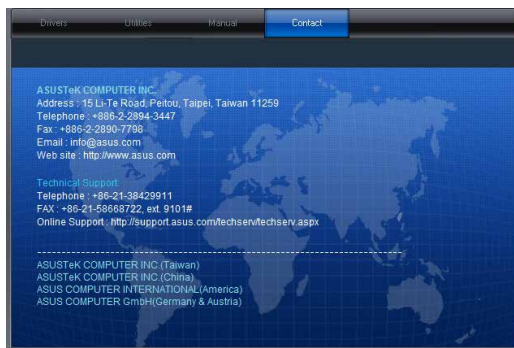 Drivers Utilities Manual Contact
ASUSTeK COMPUTER INC.
Address : 15 Li-Te Road, Peitou, Taipei, Taiwan 11259
Telephone : +886-2-2894-3447
Fax : +886-2-2890-7798
Email : info@asus.com
Web site : http://www.asus.com
Technical Support
Telephone : +86-21-38429911
FAX : +86-21-58668722, ext. 9101#
Online Support : http://support.asus.com/techserv/techserv.aspx
ASUSTeK COMPUTER INC.(Taiwan)
ASUSTeK COMPUTER INC.(China)
ASUS COMPUTER INTERNATIONAL(America)
ASUS COMPUTER GmbH(Germany & Austria)